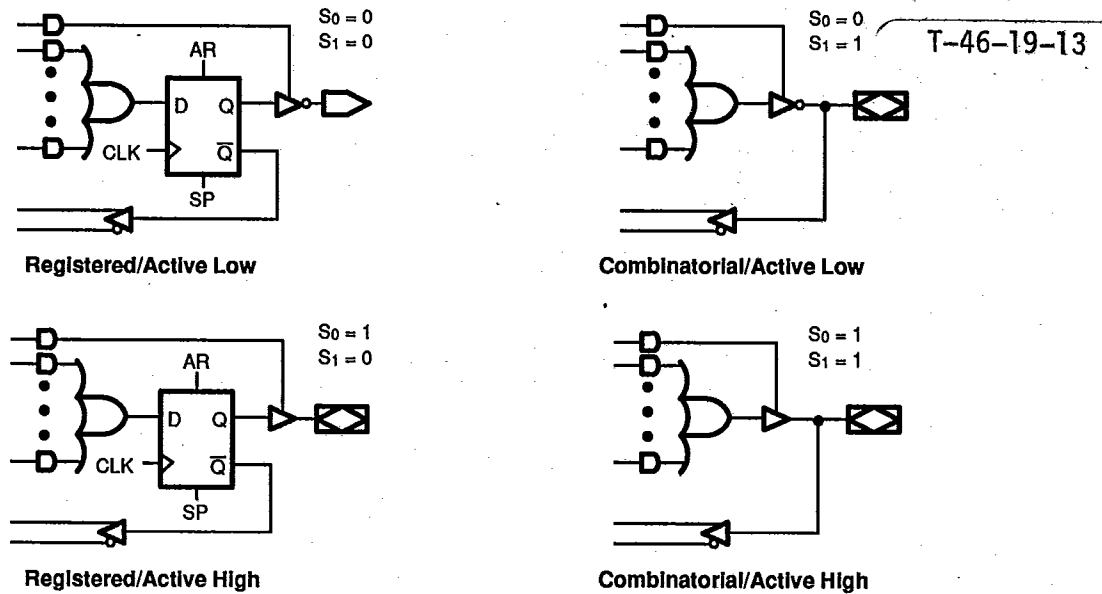 S0 = 0
S1 = 0
AR
D Q
CLK Q̅
SP
Registered/Active Low
S0 = 0
S1 = 1
T-46-19-13
Combinatorial/Active Low
S0 = 1
S1 = 0
AR
D Q
CLK Q̅
SP
Registered/Active High
S0 = 1
S1 = 1
Combinatorial/Active High